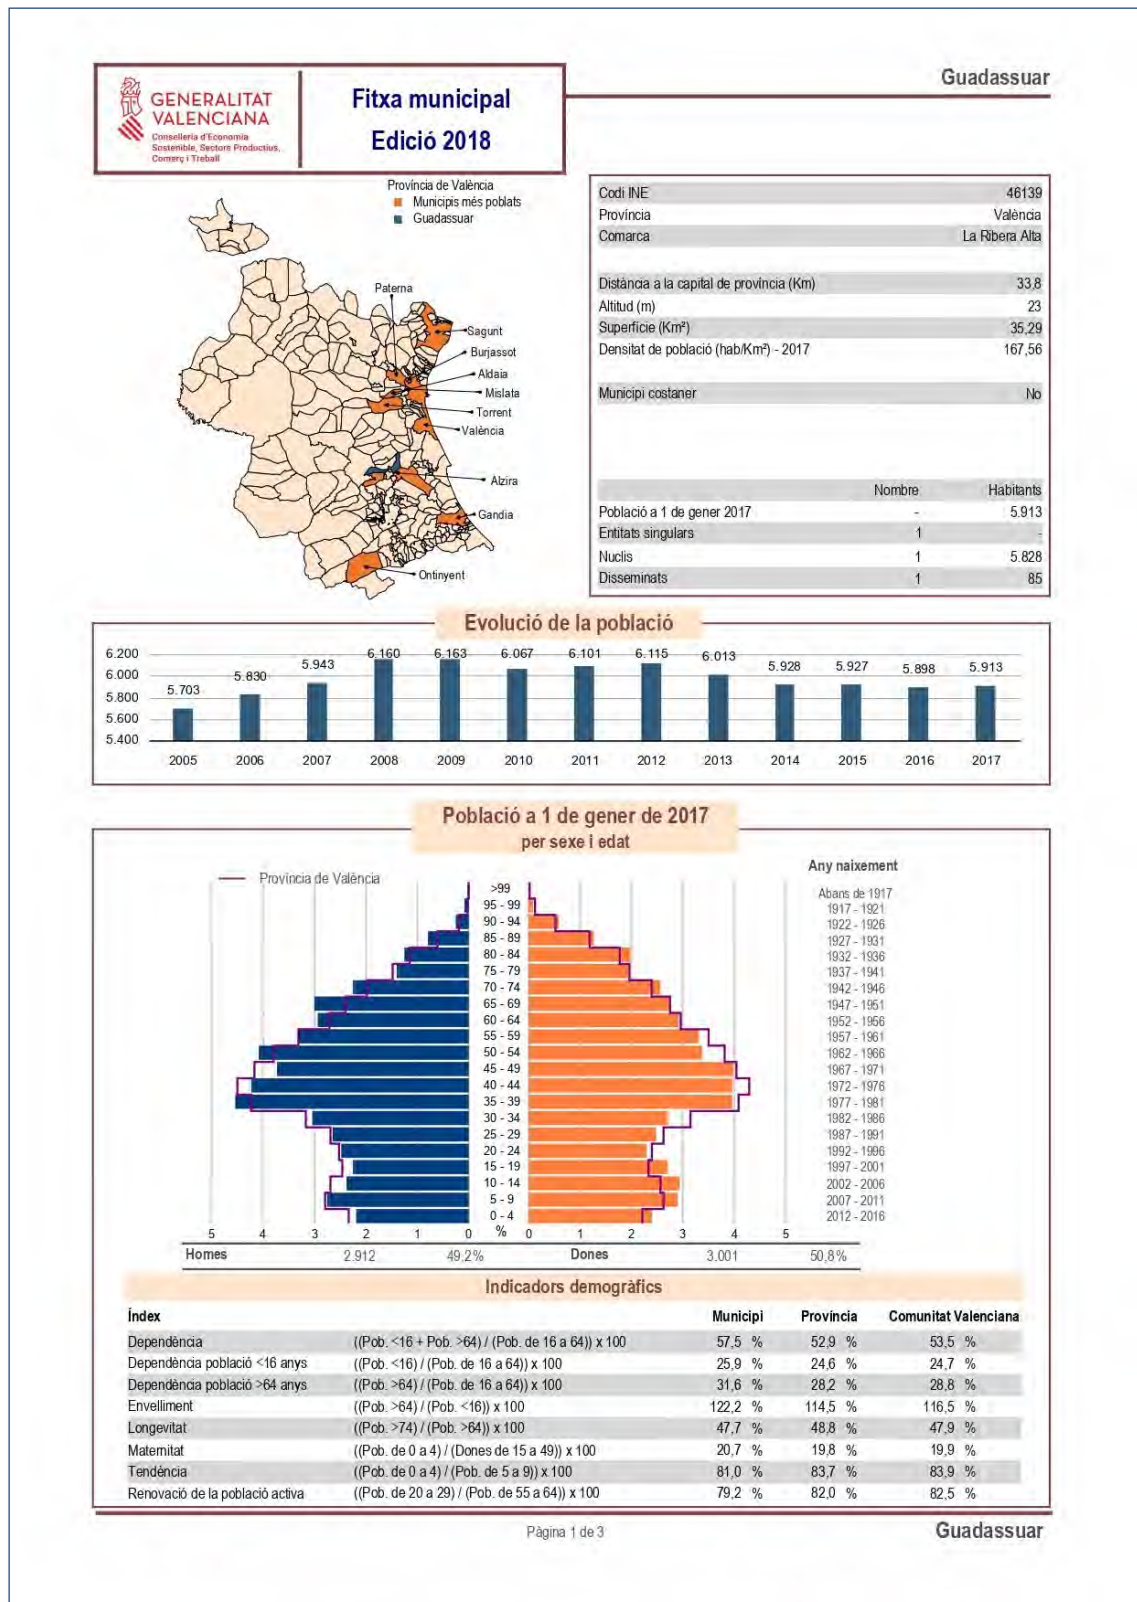 Guadassuar
GENERALITAT
VALENCIANA
Conselleria d'Economia
Sostenible, Sectors Productius,
Comerç i Treball
Fitxa municipal
Edició 2018
Província de València
Municipis més poblats
Guadassuar
Paterna
Sagunt
Burjassot
Aldaia
Mislata
Torrent
València
Alzira
Gandia
Ontinyent
Codi INE 46139
Província València
Comarca La Ribera Alta
Distància a la capital de província (Km) 33,8
Altitud (m) 23
Superfície (Km²) 35,29
Densitat de població (hab/Km²) - 2017 167,56
Municipi costaner No
Nombre Habitants
Població a 1 de gener 2017 - 5.913
Entitats singulars 1 -
Nuclis 1 5.828
Disseminats 1 85
Evolució de la població
6.200
6.000
5.800
5.600
5.400
5.703 5.830 5.943 6.160 6.163 6.067 6.101 6.115 6.013 5.928 5.927 5.898 5.913
2005 2006 2007 2008 2009 2010 2011 2012 2013 2014 2015 2016 2017
Població a 1 de gener de 2017
per sexe i edat
Any naixement
Província de València
>99 Abans de 1917
95 - 99 1917 - 1921
90 - 94 1922 - 1926
85 - 89 1927 - 1931
80 - 84 1932 - 1936
75 - 79 1937 - 1941
70 - 74 1942 - 1946
65 - 69 1947 - 1951
60 - 64 1952 - 1956
55 - 59 1957 - 1961
50 - 54 1962 - 1966
45 - 49 1967 - 1971
40 - 44 1972 - 1976
35 - 39 1977 - 1981
30 - 34 1982 - 1986
25 - 29 1987 - 1991
20 - 24 1992 - 1996
15 - 19 1997 - 2001
10 - 14 2002 - 2006
5 - 9 2007 - 2011
0 - 4 2012 - 2016
5 4 3 2 1 0 % 0 1 2 3 4 5
Homes 2.912 49,2% Dones 3.001 50,8%
Indicadors demogràfics
Índex Municipi Província Comunitat Valenciana
Dependència ((Pob. <16 + Pob. >64) / (Pob. de 16 a 64)) x 100 57,5 % 52,9 % 53,5 %
Dependència població <16 anys ((Pob. <16) / (Pob. de 16 a 64)) x 100 25,9 % 24,6 % 24,7 %
Dependència població >64 anys ((Pob. >64) / (Pob. de 16 a 64)) x 100 31,6 % 28,2 % 28,8 %
Envelliment ((Pob. >64) / (Pob. <16)) x 100 122,2 % 114,5 % 116,5 %
Longevitat ((Pob. >74) / (Pob. >64)) x 100 47,7 % 48,8 % 47,9 %
Maternitat ((Pob. de 0 a 4) / (Dones de 15 a 49)) x 100 20,7 % 19,8 % 19,9 %
Tendència ((Pob. de 0 a 4) / (Pob. de 5 a 9)) x 100 81,0 % 83,7 % 83,9 %
Renovació de la població activa ((Pob. de 20 a 29) / (Pob. de 55 a 64)) x 100 79,2 % 82,0 % 82,5 %
Pàgina 1 de 3
Guadassuar